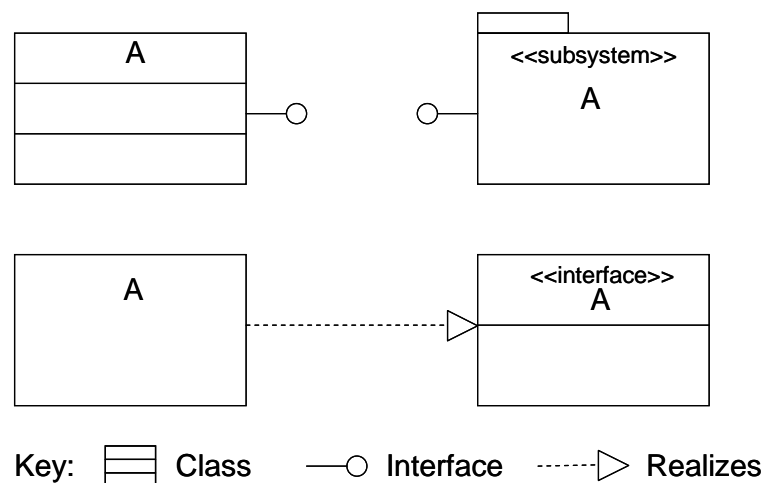 A
<<subsystem>>
A
A
<<interface>>
A
Key: Class Interface Realizes